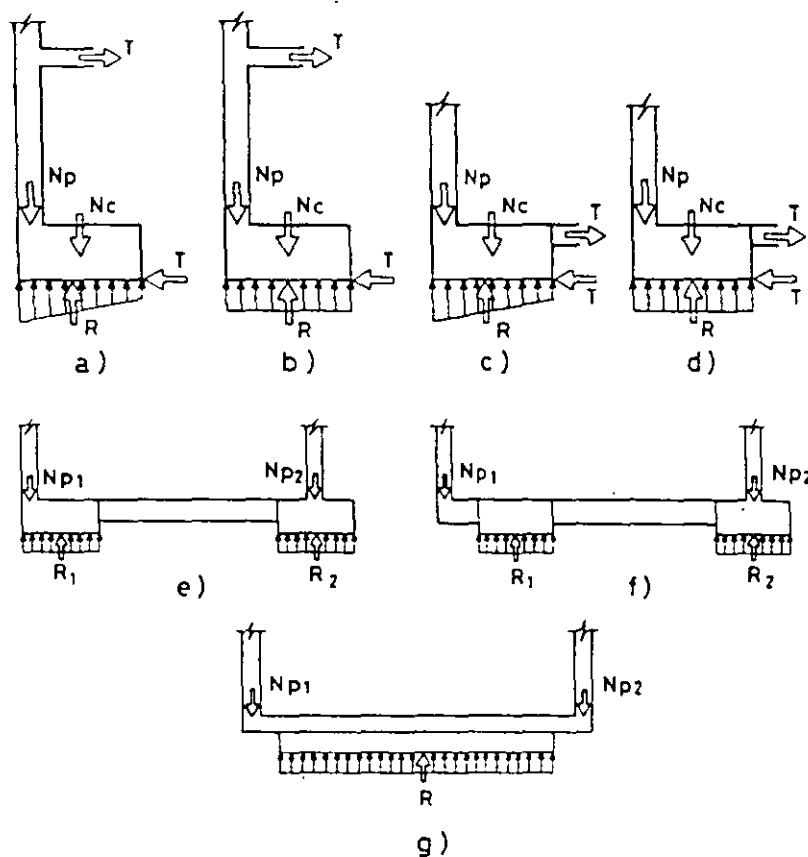 T T
Np Np Np Np
Nc Nc Nc Nc
T T T T
T T
R R R R
a) b) c) d)
Np1 Np2 Np1 Np2
R1 R2 R1 R2
e) f)
Np1 Np2
R
g)